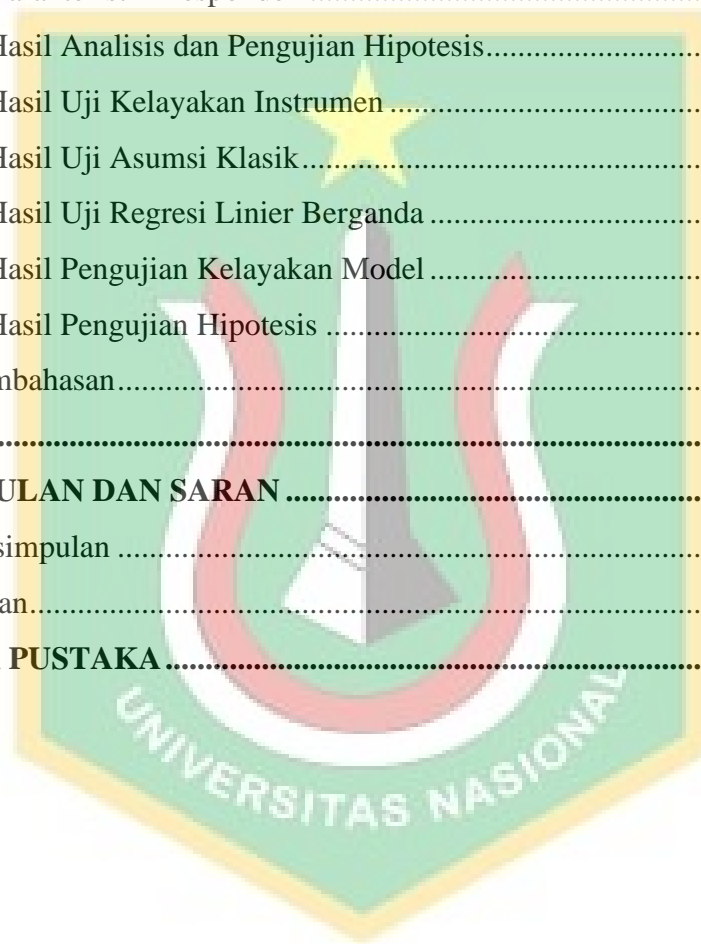 Hasil Analisis dan Pengujian Hipotesis
Hasil Uji Kelayakan Instrumen
Hasil Uji Asumsi Klasik
Hasil Uji Regresi Linier Berganda
Hasil Pengujian Kelayakan Model
Hasil Pengujian Hipotesis
mbahasan
ULAN DAN SARAN
simpulan
an
PUSTAKA
UNIVERSITAS NASIONAL